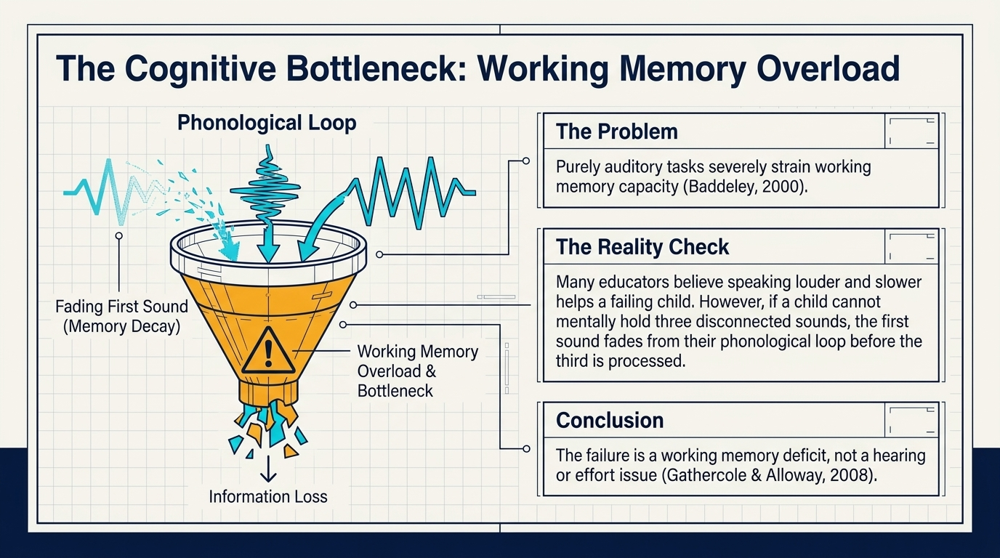 The Cognitive Bottleneck: Working Memory Overload
Phonological Loop
Fading First Sound
(Memory Decay)
Working Memory
Overload &
Bottleneck
Information Loss
The Problem
Purely auditory tasks severely strain working
memory capacity (Baddeley, 2000).
The Reality Check
Many educators believe speaking louder and slower
helps a failing child. However, if a child cannot
mentally hold three disconnected sounds, the first
sound fades from their phonological loop before the
third is processed.
Conclusion
The failure is a working memory deficit, not a hearing
or effort issue (Gathercole & Alloway, 2008).